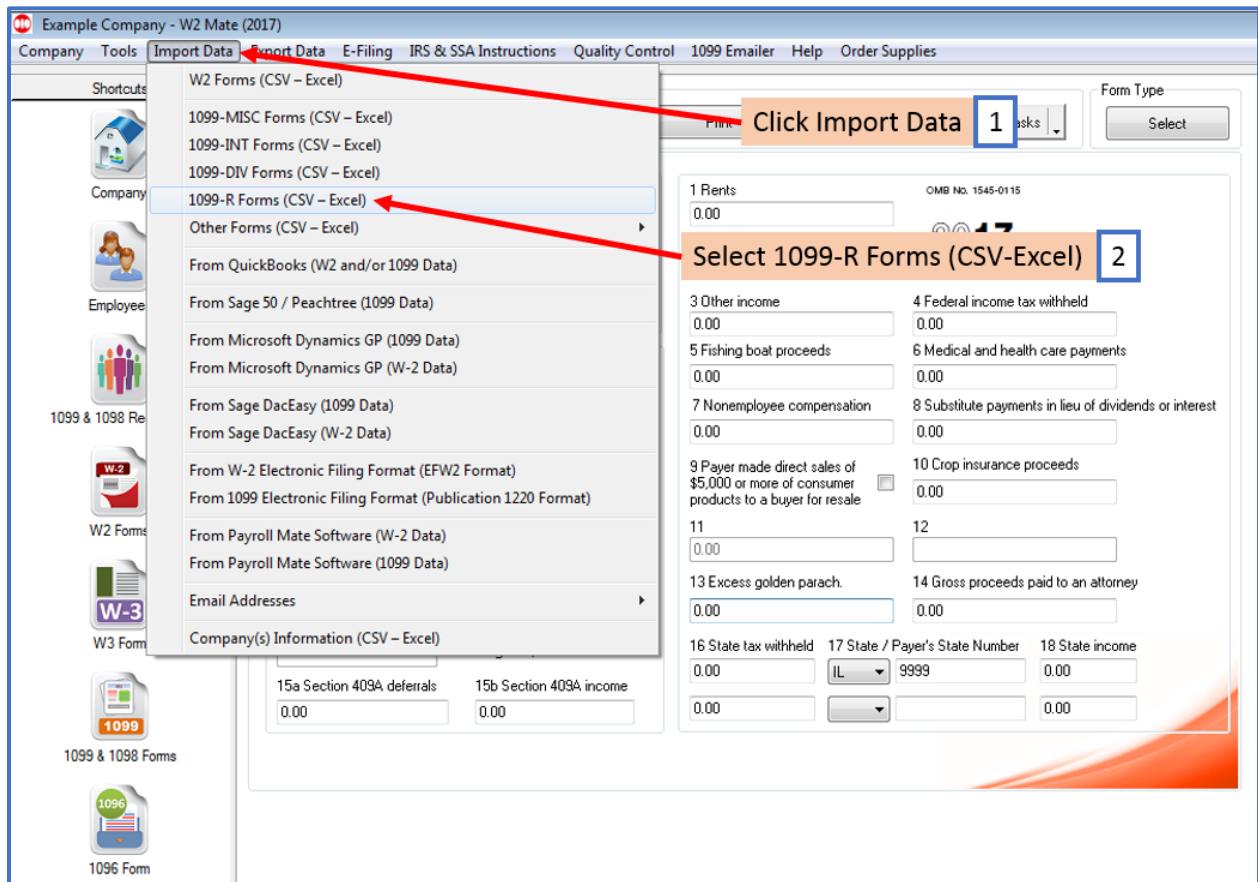 Example Company - W2 Mate (2017)
Company Tools Import Data Export Data E-Filing IRS & SSA Instructions Quality Control 1099 Emailer Help Order Supplies
Shortcuts
Company
Employee
1099 & 1098 Re
W2 Forms
W3 Form
1099 & 1098 Forms
1096 Form
W-2
W-3
1099
1096
W2 Forms (CSV – Excel)
1099-MISC Forms (CSV – Excel)
1099-INT Forms (CSV – Excel)
1099-DIV Forms (CSV – Excel)
1099-R Forms (CSV – Excel)
Other Forms (CSV – Excel)
From QuickBooks (W2 and/or 1099 Data)
From Sage 50 / Peachtree (1099 Data)
From Microsoft Dynamics GP (1099 Data)
From Microsoft Dynamics GP (W-2 Data)
From Sage DacEasy (1099 Data)
From Sage DacEasy (W-2 Data)
From W-2 Electronic Filing Format (EFW2 Format)
From 1099 Electronic Filing Format (Publication 1220 Format)
From Payroll Mate Software (W-2 Data)
From Payroll Mate Software (1099 Data)
Email Addresses
Company(s) Information (CSV – Excel)
Click Import Data 1
Form Type
Select
1 Rents
OMB No. 1545-0115
0.00
Select 1099-R Forms (CSV-Excel) 2
3 Other income 4 Federal income tax withheld
0.00 0.00
5 Fishing boat proceeds 6 Medical and health care payments
0.00 0.00
7 Nonemployee compensation 8 Substitute payments in lieu of dividends or interest
0.00 0.00
9 Payer made direct sales of
$5,000 or more of consumer
products to a buyer for resale
10 Crop insurance proceeds
0.00
11 12
0.00
13 Excess golden parach. 14 Gross proceeds paid to an attorney
0.00 0.00
16 State tax withheld 17 State / Payer's State Number 18 State income
0.00 IL 9999 0.00
0.00 0.00
15a Section 409A deferrals 15b Section 409A income
0.00 0.00